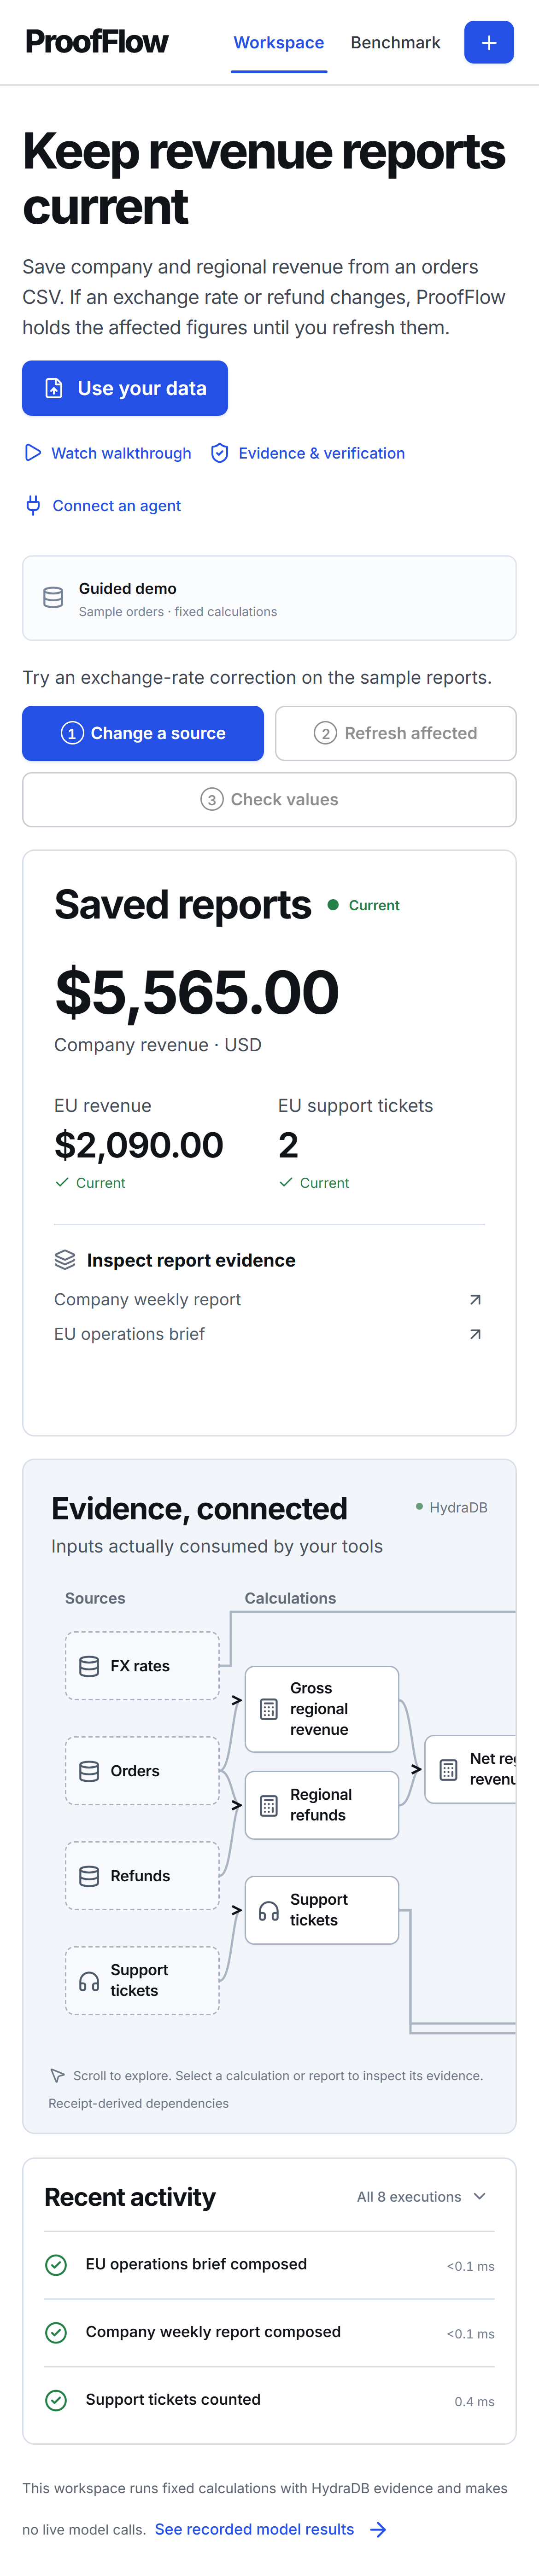 ProofFlow
Workspace
Benchmark
Keep revenue reports
current
Save company and regional revenue from an orders
CSV. If an exchange rate or refund changes, ProofFlow
holds the affected figures until you refresh them.
Use your data
Watch walkthrough
Evidence & verification
Connect an agent
Guided demo
Sample orders · fixed calculations
Try an exchange-rate correction on the sample reports.
1 Change a source
2 Refresh affected
3 Check values
Saved reports
Current
$5,565.00
Company revenue · USD
EU revenue
EU support tickets
$2,090.00
2
Current
Current
Inspect report evidence
Company weekly report
EU operations brief
Evidence, connected
HydraDB
Inputs actually consumed by your tools
Sources
Calculations
FX rates
Gross
regional
revenue
Orders
Net
Regional
refunds
Refunds
Support
tickets
Support
tickets
Scroll to explore. Select a calculation or report to inspect its evidence.
Receipt-derived dependencies
Recent activity
All 8 executions
EU operations brief composed
<0.1 ms
Company weekly report composed
<0.1 ms
Support tickets counted
0.4 ms
This workspace runs fixed calculations with HydraDB evidence and makes
no live model calls. See recorded model results